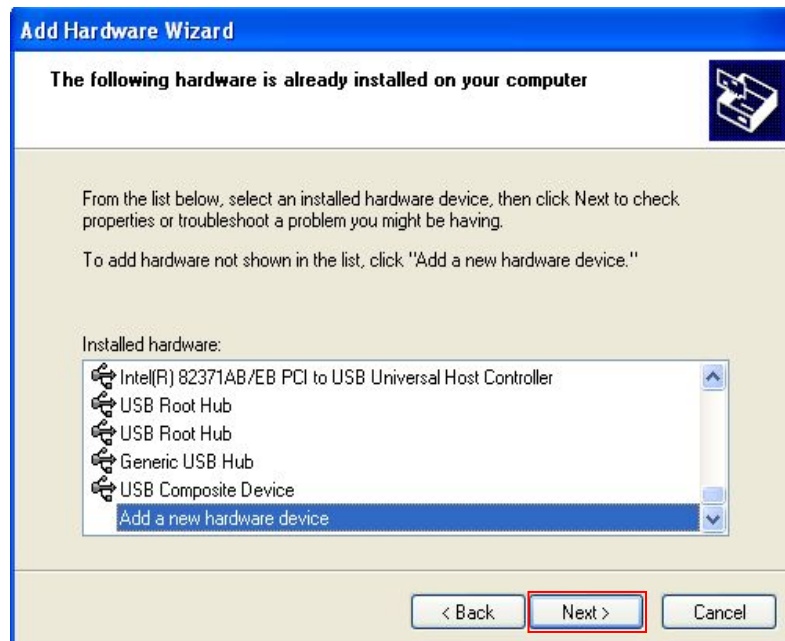 Add Hardware Wizard
The following hardware is already installed on your computer
From the list below, select an installed hardware device, then click Next to check
properties or troubleshoot a problem you might be having.
To add hardware not shown in the list, click "Add a new hardware device."
Installed hardware:
Intel(R) 82371AB/EB PCI to USB Universal Host Controller
USB Root Hub
USB Root Hub
Generic USB Hub
USB Composite Device
Add a new hardware device
< Back Next > Cancel